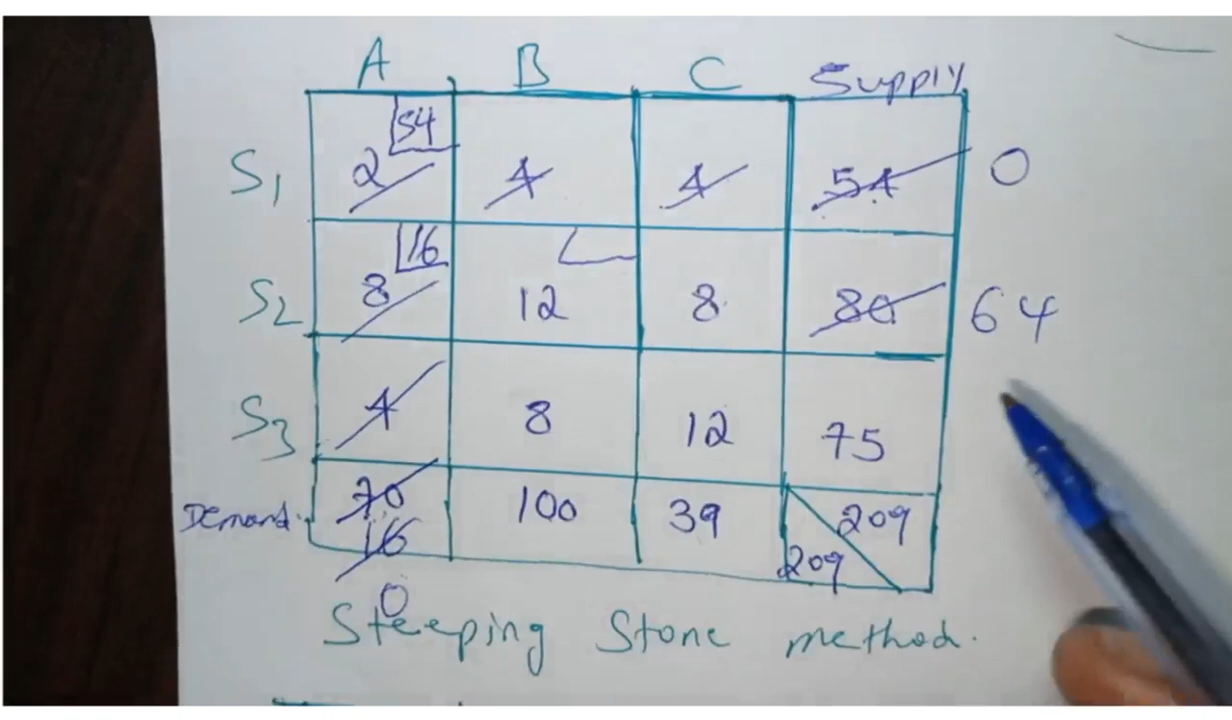 A B C Supply
S1 2 54 4 4 54 0
S2 8 16 12 8 80 64
S3 4 8 12 75
Demand. 70 100 39 209
16 209
0
Steeping Stone method.